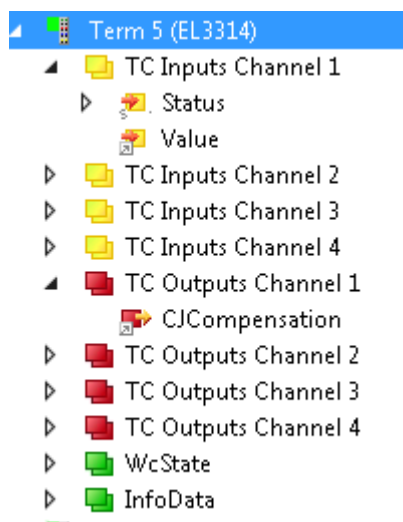 Term 5 (EL3314)
TC Inputs Channel 1
Status
Value
TC Inputs Channel 2
TC Inputs Channel 3
TC Inputs Channel 4
TC Outputs Channel 1
CJCompensation
TC Outputs Channel 2
TC Outputs Channel 3
TC Outputs Channel 4
WcState
InfoData